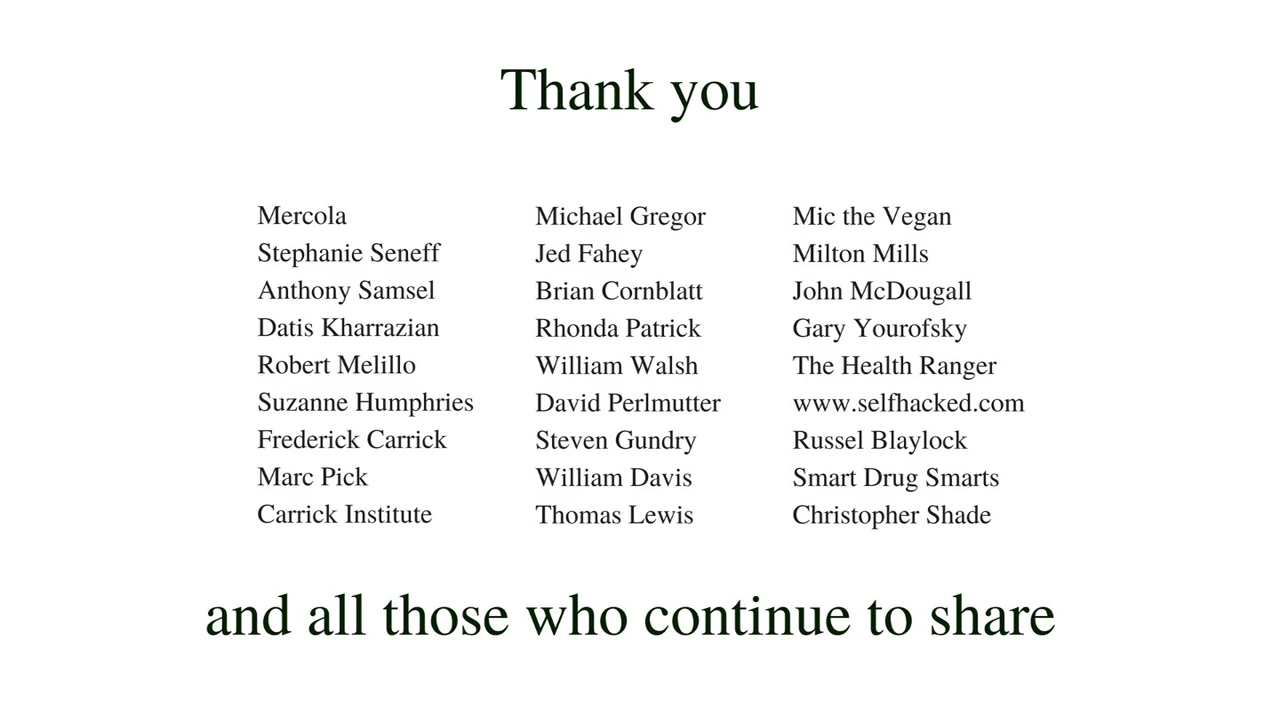 Thank you
Mercola
Stephanie Seneff
Anthony Samsel
Datis Kharrazian
Robert Melillo
Suzanne Humphries
Frederick Carrick
Marc Pick
Carrick Institute
Michael Gregor
Jed Fahey
Brian Cornblatt
Rhonda Patrick
William Walsh
David Perlmutter
Steven Gundry
William Davis
Thomas Lewis
Mic the Vegan
Milton Mills
John McDougall
Gary Yourofsky
The Health Ranger
www.selfhacked.com
Russel Blaylock
Smart Drug Smarts
Christopher Shade
and all those who continue to share